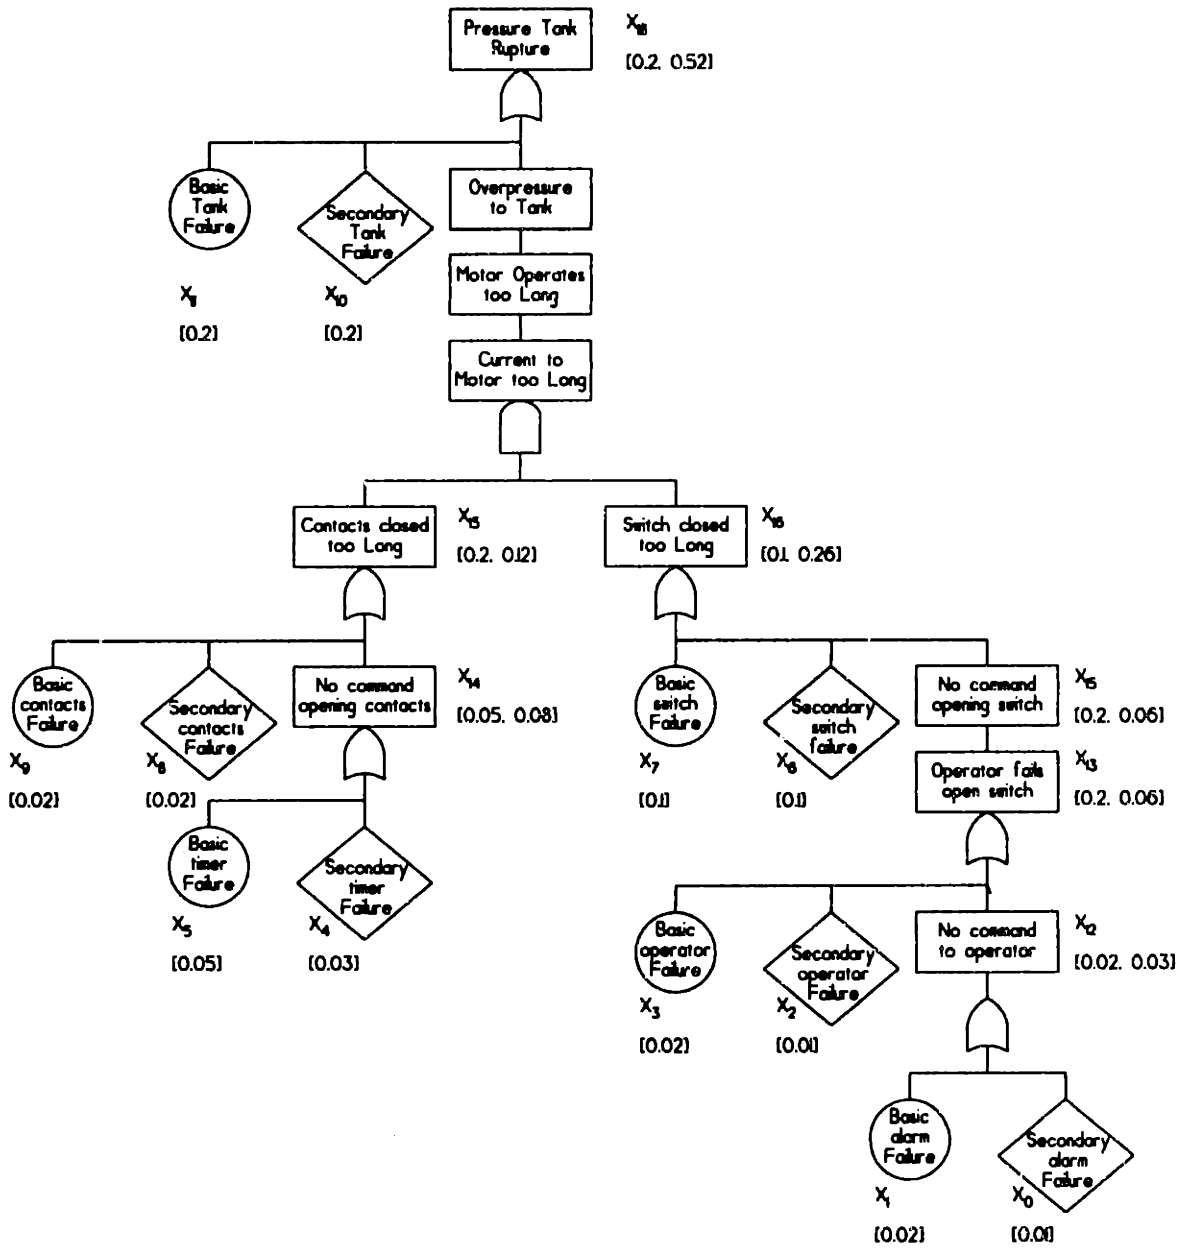 Pressure Tank
Rupture
X18
[0.2, 0.52]
Basic
Tank
Failure
X11
[0.2]
Secondary
Tank
Failure
X10
[0.2]
Overpressure
to Tank
Motor Operates
too Long
Current to
Motor too Long
Contacts closed
too Long
X15
[0.2, 0.12]
Switch closed
too Long
X16
[0.1, 0.26]
Basic
contacts
Failure
X9
[0.02]
Secondary
contacts
Failure
X8
[0.02]
No command
opening contacts
X14
[0.05, 0.08]
Basic
timer
Failure
X5
[0.05]
Secondary
timer
Failure
X4
[0.03]
Basic
switch
Failure
X7
[0.1]
Secondary
switch
failure
X6
[0.1]
No command
opening switch
X15
[0.2, 0.06]
Operator fails
open switch
X13
[0.2, 0.06]
Basic
operator
Failure
X3
[0.02]
Secondary
operator
Failure
X2
[0.01]
No command
to operator
X12
[0.02, 0.03]
Basic
alarm
Failure
X1
[0.02]
Secondary
alarm
Failure
X0
[0.01]